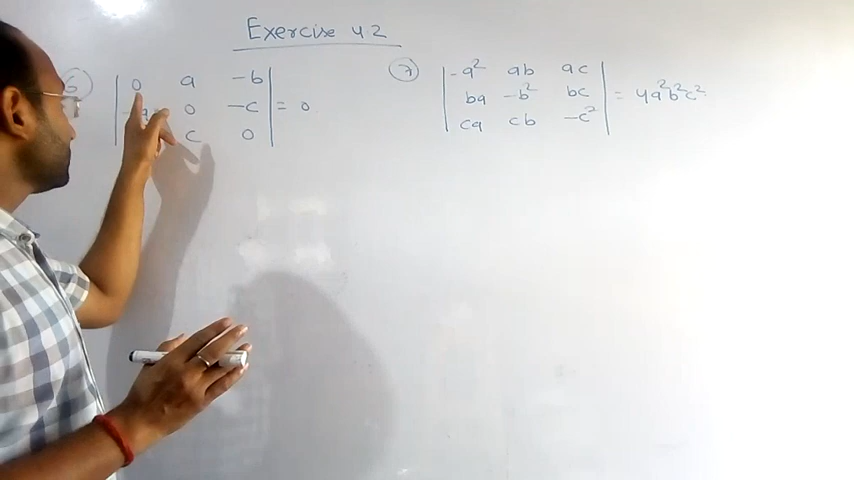 Exercise 4.2
6 | 0 a -b |
| -a 0 -c | = 0
| c 0 |
7 | -a² ab ac |
| ba -b² bc | = 4a²b²c²
| ca cb -c² |